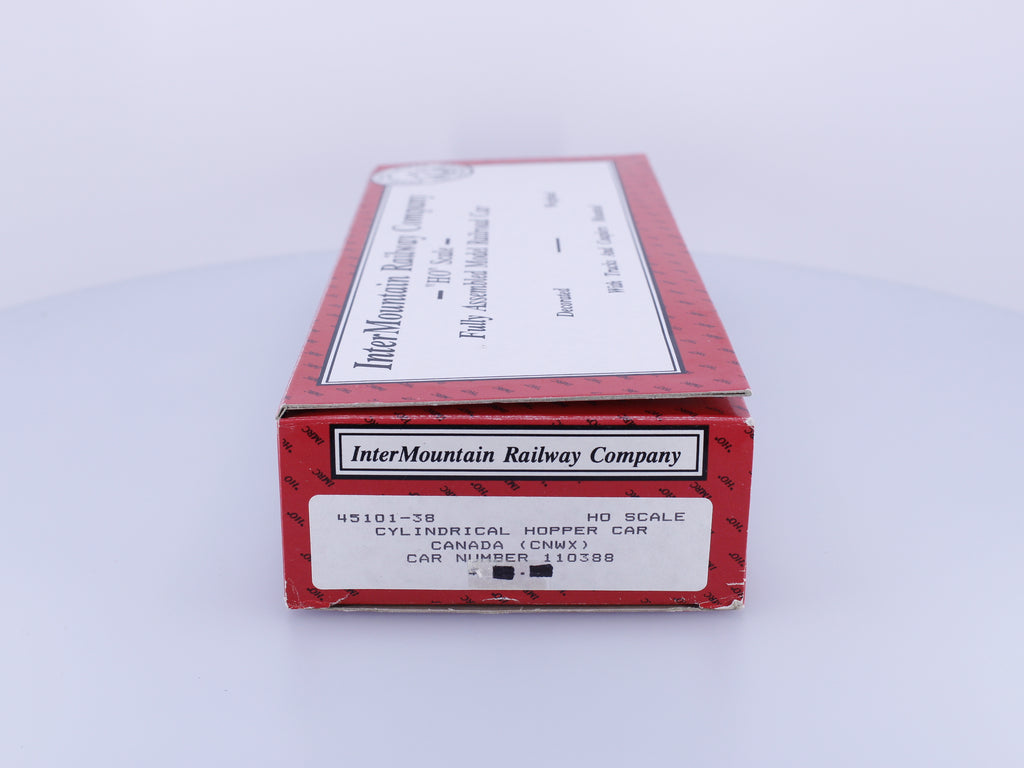 InterMountain Railway Company
"HO" Scale
Fully Assembled Model Railroad Car
Decorated — Weighted
With Trucks And Couplers Mounted
InterMountain Railway Company
45101-38 HO SCALE
CYLINDRICAL HOPPER CAR
CANADA (CNWX)
CAR NUMBER 110388